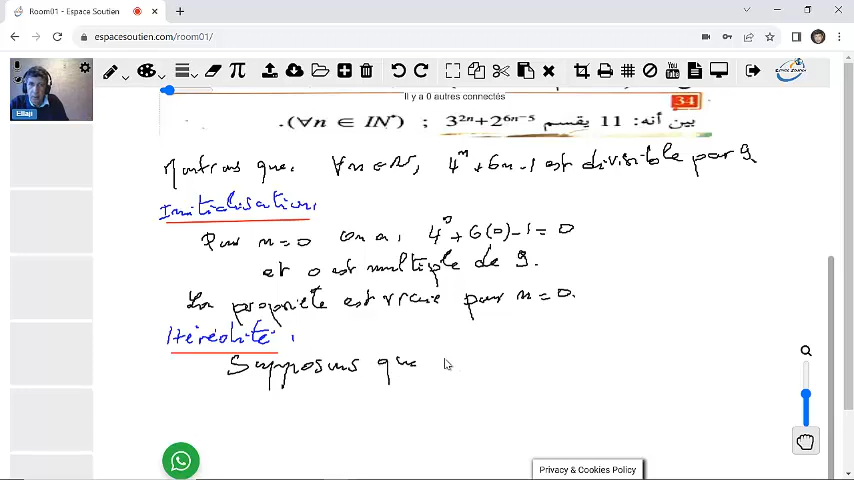 Espace Soutien
espacesoutien.com/room01/
Ellaji
ESPACE SOUTIEN
Il y a 0 autres connectés
34
بين أنه: 11 يقسم 3^{2n}+2^{6n-5} ; (∀n ∈ IN*).
Montrons que. ∀n ∈ IN, 4^n + 6n - 1 est divisible par 9
Initialisation.
Pour n=0 on a, 4^0 + 6(0) - 1 = 0
et 0 est multiple de 9.
La propriété est vraie pour n=0.
Hérédité.
Supposons que
Privacy & Cookies Policy